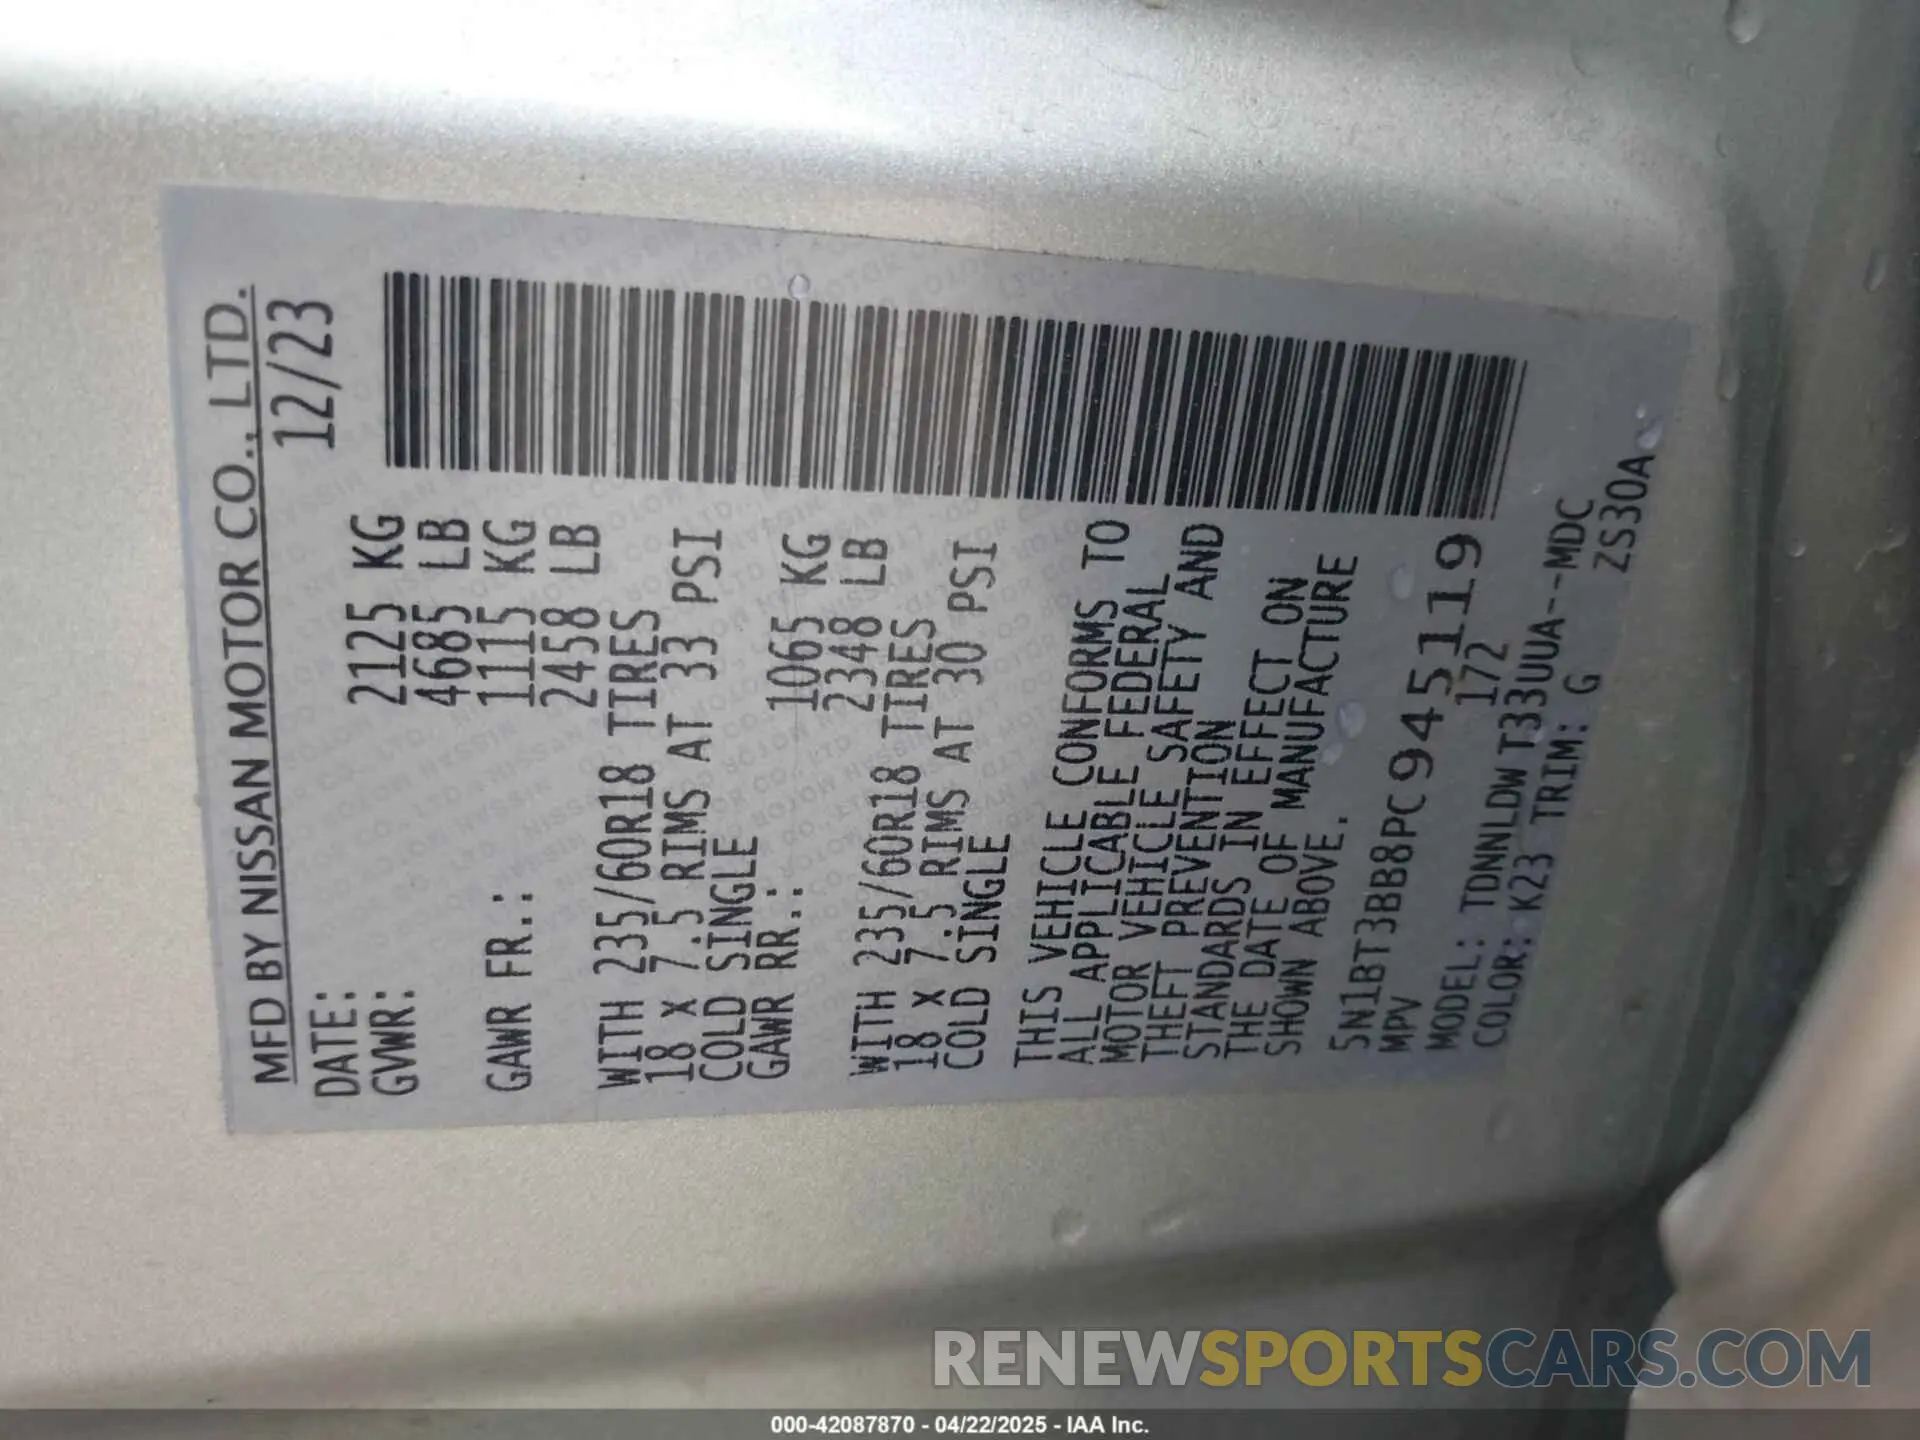 MFD BY NISSAN MOTOR CO., LTD.
DATE: 12/23
GVWR: 2125 KG
4685 LB
GAWR FR.: 1115 KG
2458 LB
WITH 235/60R18 TIRES
18 x 7.5 RIMS AT 33 PSI
COLD SINGLE
GAWR RR.: 1065 KG
2348 LB
WITH 235/60R18 TIRES
18 x 7.5 RIMS AT 30 PSI
COLD SINGLE
THIS VEHICLE CONFORMS TO
ALL APPLICABLE FEDERAL
MOTOR VEHICLE SAFETY AND
THEFT PREVENTION
STANDARDS IN EFFECT ON
THE DATE OF MANUFACTURE
SHOWN ABOVE.
5N1BT3BB8PC945119
MPV 172
MODEL: TDNNLDWT33UUA--MDC
COLOR: K23 TRIM: G ZS30A
RENEWSPORTSCARS.COM
000-42087870 - 04/22/2025 - IAA Inc.